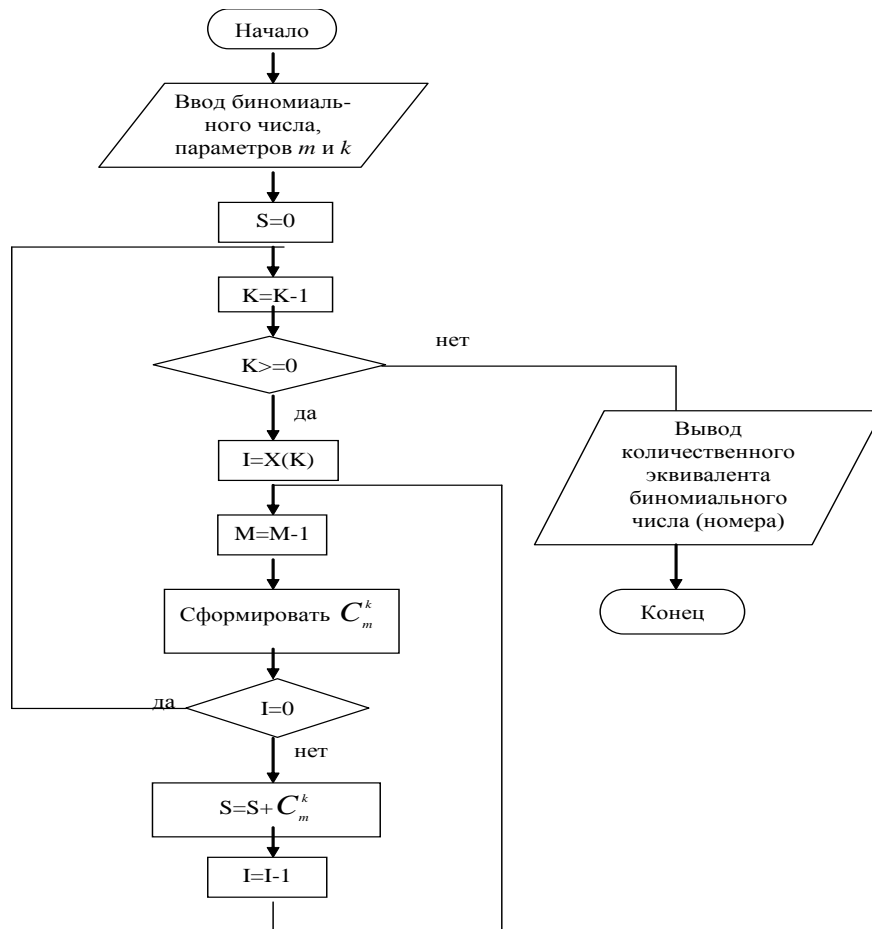 Начало
Ввод биномиаль-
ного числа,
параметров m и k
S=0
K=K-1
K>=0
нет
да
I=X(K)
Вывод
количественного
эквивалента
биномиального
числа (номера)
M=M-1
Сформировать C_m^k
Конец
I=0
да
нет
S=S+C_m^k
I=I-1